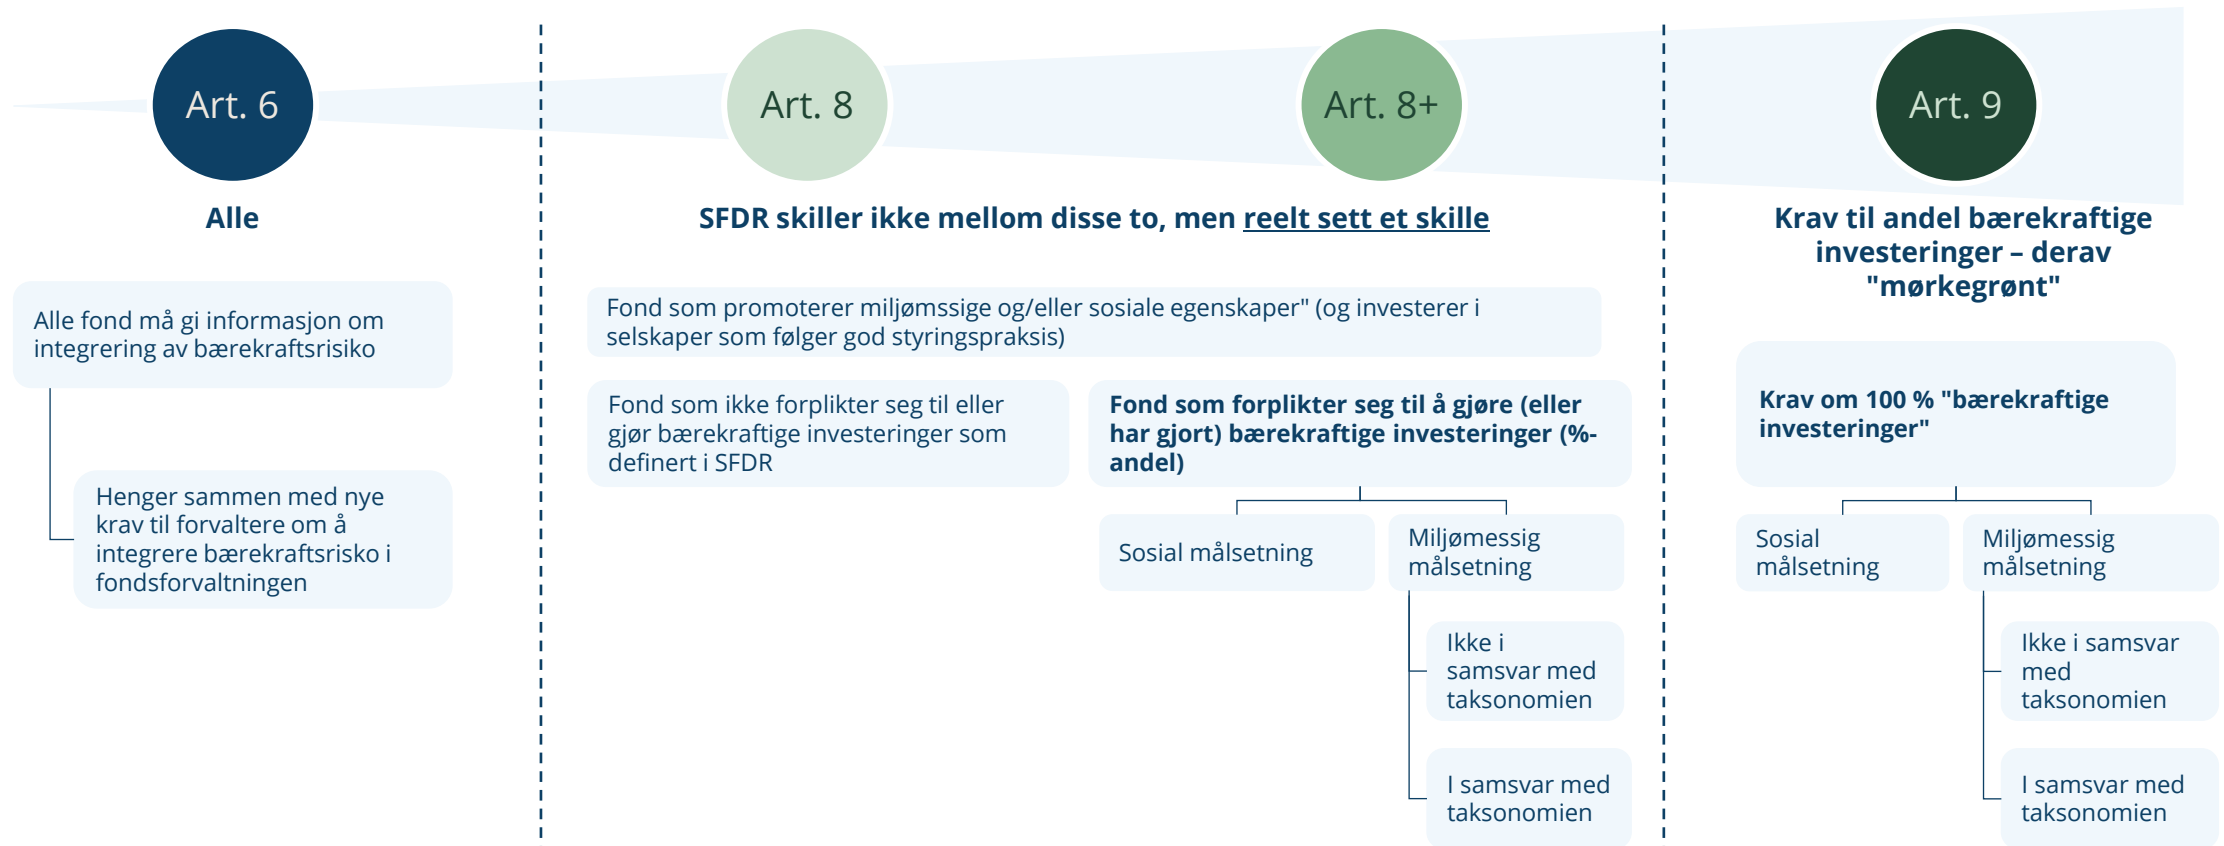 Art. 6
Art. 8
Art. 8+
Art. 9
Alle
SFDR skiller ikke mellom disse to, men reelt sett et skille
Krav til andel bærekraftige
investeringer – derav
"mørkegrønt"
Alle fond må gi informasjon om
integrering av bærekraftsrisiko
Henger sammen med nye
krav til forvaltere om å
integrere bærekraftsrisko i
fondsforvaltningen
Fond som promoterer miljømssige og/eller sosiale egenskaper" (og investerer i
selskaper som følger god styringspraksis)
Fond som ikke forplikter seg til eller
gjør bærekraftige investeringer som
definert i SFDR
Fond som forplikter seg til å gjøre (eller
har gjort) bærekraftige investeringer (%-
andel)
Sosial målsetning
Miljømessig
målsetning
Ikke i
samsvar med
taksonomien
I samsvar med
taksonomien
Krav om 100 % "bærekraftige
investeringer"
Sosial
målsetning
Miljømessig
målsetning
Ikke i samsvar
med
taksonomien
I samsvar med
taksonomien